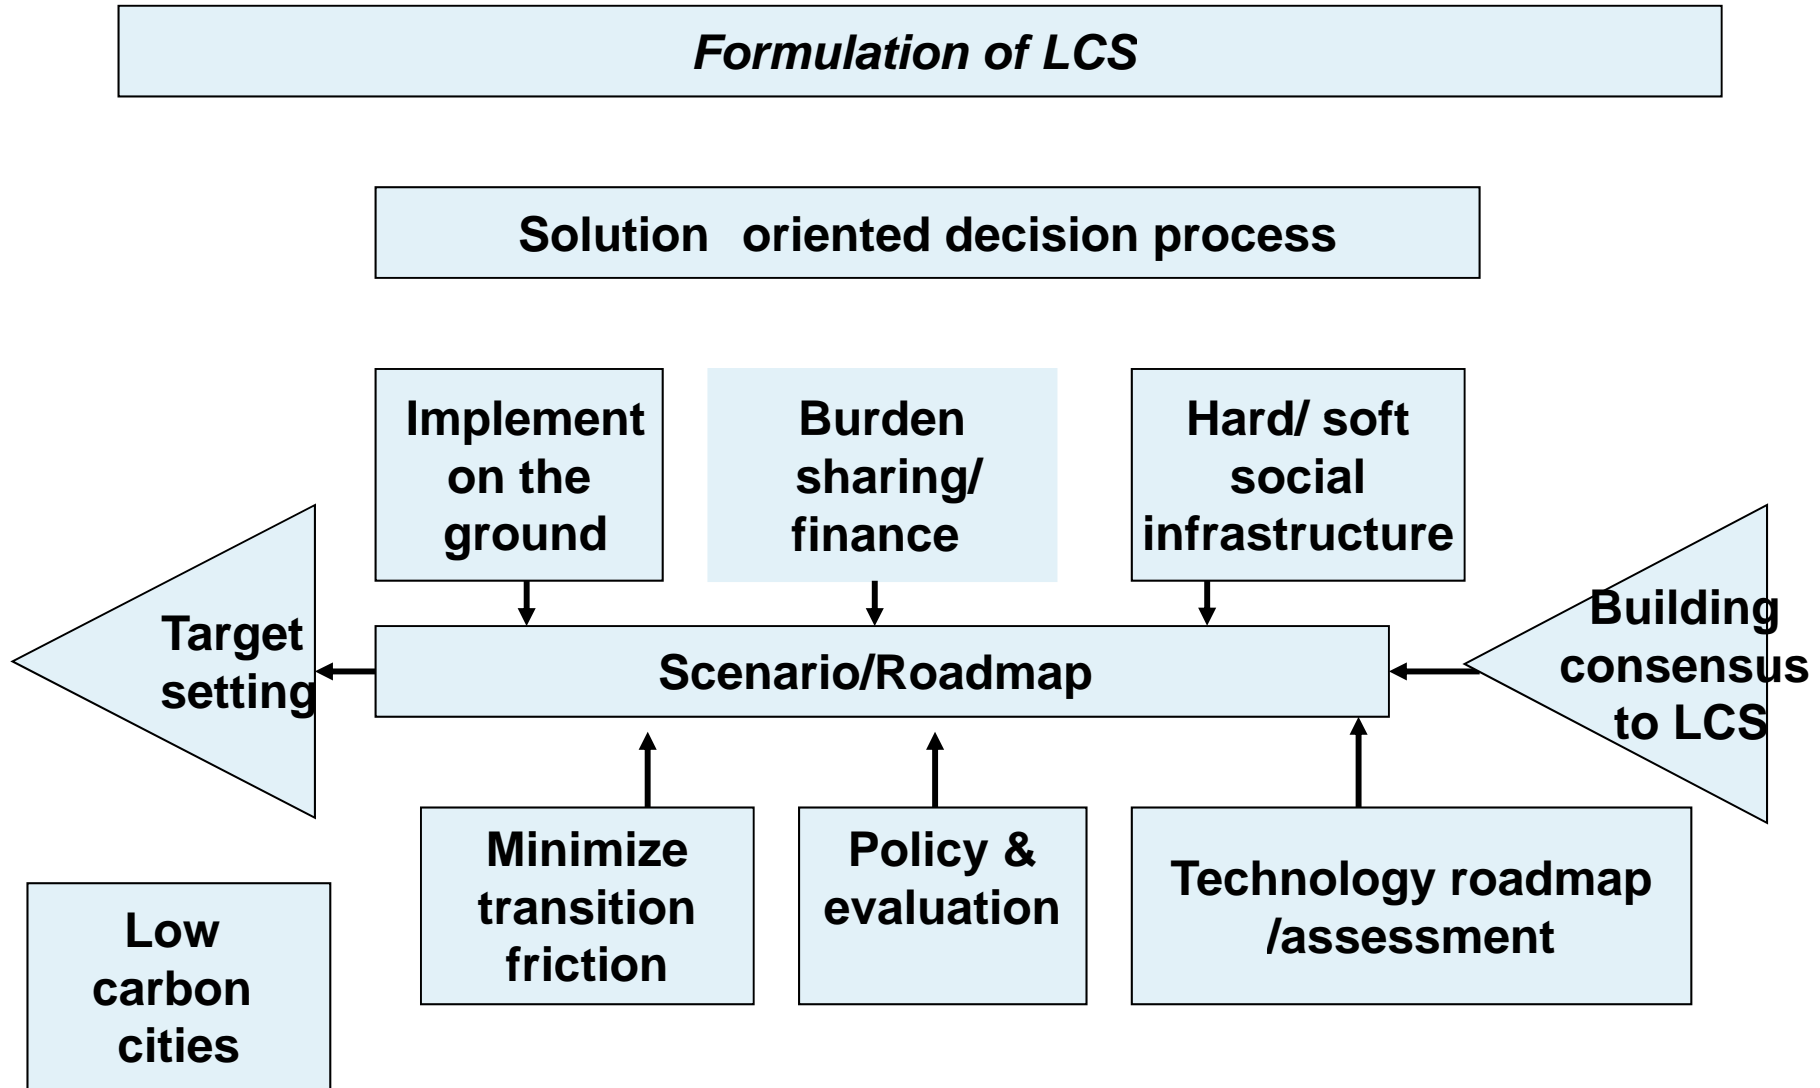 Formulation of LCS
Solution oriented decision process
Implement
on the
ground
Burden
sharing/
finance
Hard/ soft
social
infrastructure
Target
setting
Scenario/Roadmap
Building
consensus
to LCS
Minimize
transition
friction
Policy &
evaluation
Technology roadmap
/assessment
Low
carbon
cities